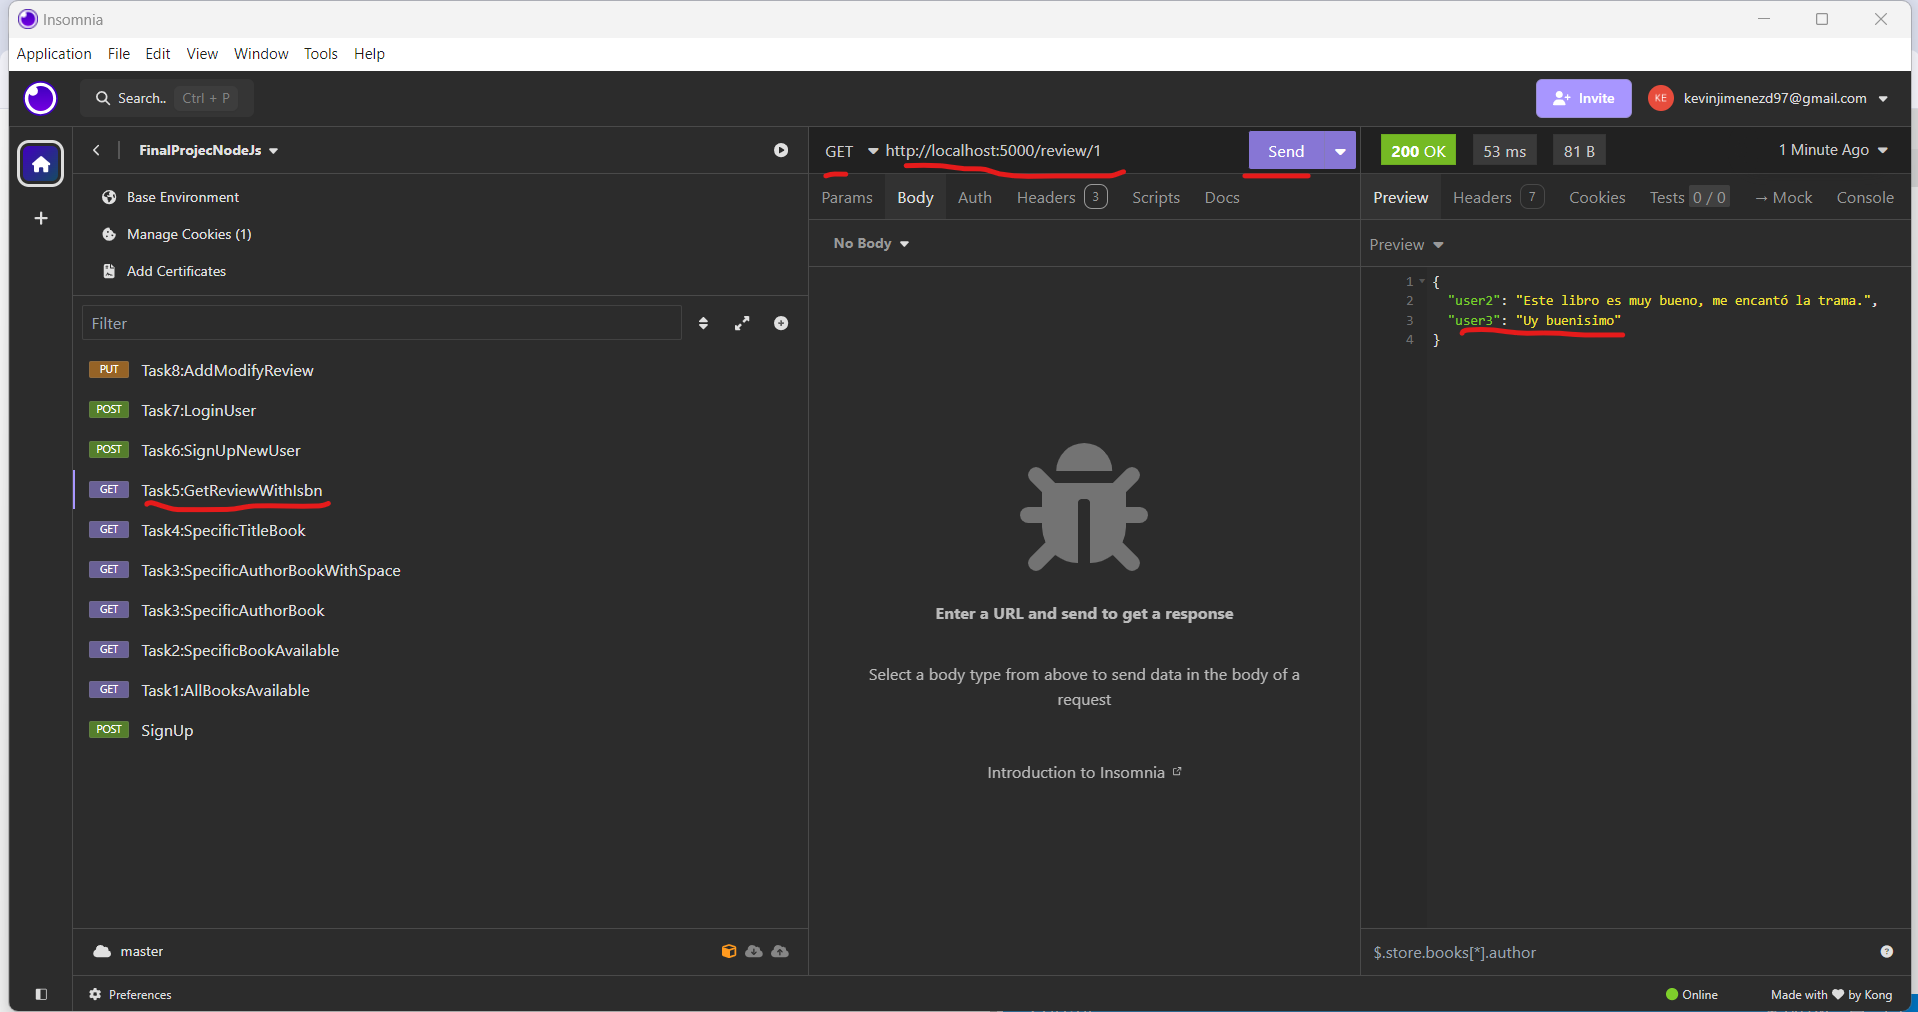 Insomnia
Application File Edit View Window Tools Help
Search.. Ctrl + P
Invite
KE kevinjimenezd97@gmail.com
FinalProjecNodeJs
Base Environment
Manage Cookies (1)
Add Certificates
Filter
PUT Task8:AddModifyReview
POST Task7:LoginUser
POST Task6:SignUpNewUser
GET Task5:GetReviewWithIsbn
GET Task4:SpecificTitleBook
GET Task3:SpecificAuthorBookWithSpace
GET Task3:SpecificAuthorBook
GET Task2:SpecificBookAvailable
GET Task1:AllBooksAvailable
POST SignUp
master
Preferences
GET http://localhost:5000/review/1 Send
Params Body Auth Headers 3 Scripts Docs
No Body
Enter a URL and send to get a response
Select a body type from above to send data in the body of a
request
Introduction to Insomnia
200 OK 53 ms 81 B 1 Minute Ago
Preview Headers 7 Cookies Tests 0 / 0 → Mock Console
Preview
1 {
2 "user2": "Este libro es muy bueno, me encantó la trama.",
3 "user3": "Uy buenisimo"
4 }
$.store.books[*].author
Online Made with ❤ by Kong